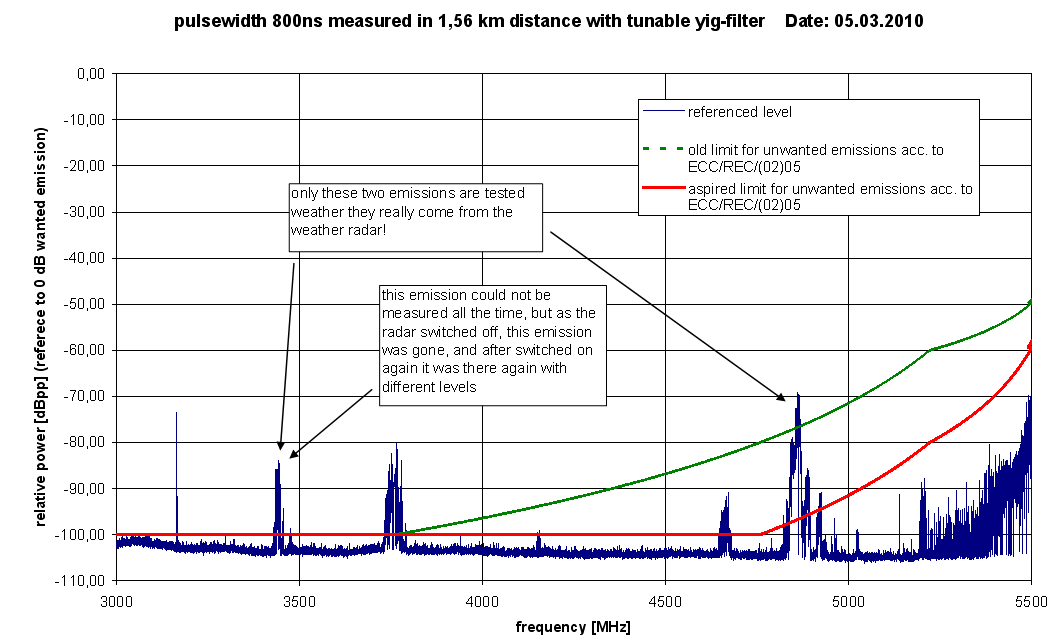 pulsewidth 800ns measured in 1,56 km distance with tunable yig-filter Date: 05.03.2010
relative power [dBpp] (referece to 0 dB wanted emission)
0,00
-10,00
-20,00
-30,00
-40,00
-50,00
-60,00
-70,00
-80,00
-90,00
-100,00
-110,00
referenced level
old limit for unwanted emissions acc. to
ECC/REC/(02)05
aspired limit for unwanted emissions acc. to
ECC/REC/(02)05
only these two emissions are tested
weather they really come from the
weather radar!
this emission could not be
measured all the time, but as the
radar switched off, this emission
was gone, and after switched on
again it was there again with
different levels
3000
3500
4000
4500
5000
5500
frequency [MHz]